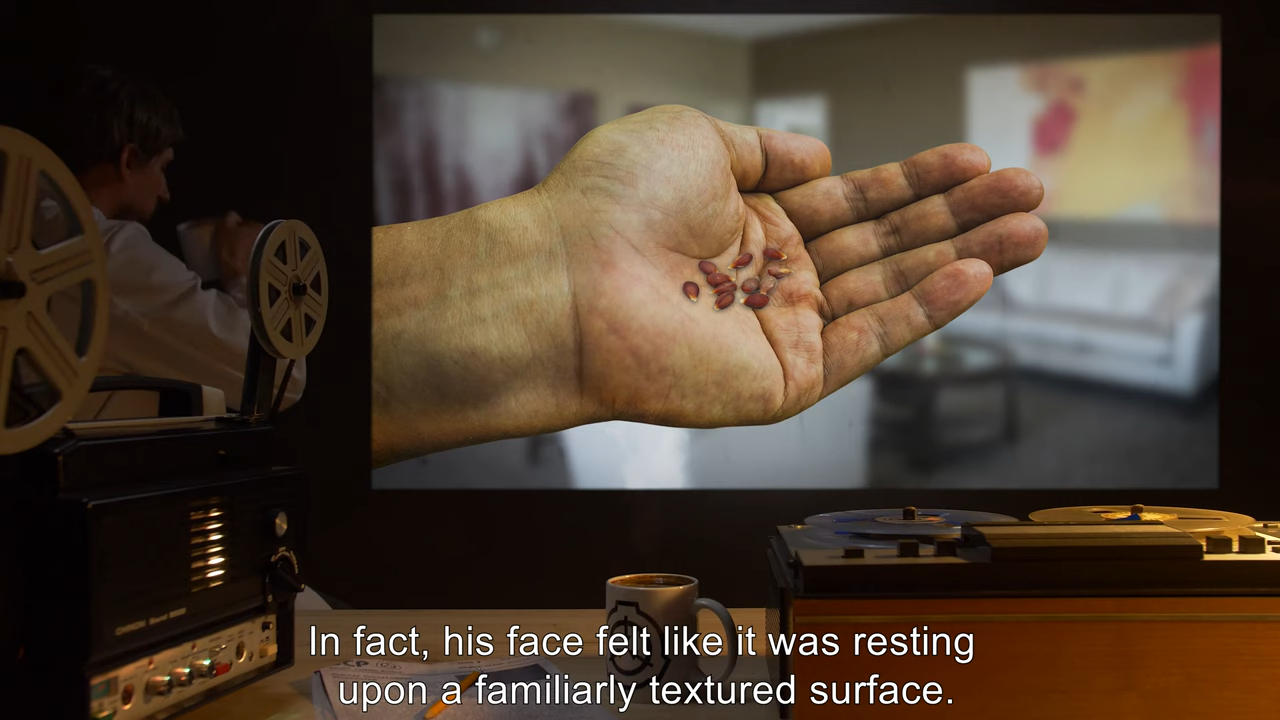 In fact, his face felt like it was resting
upon a familiarly textured surface.